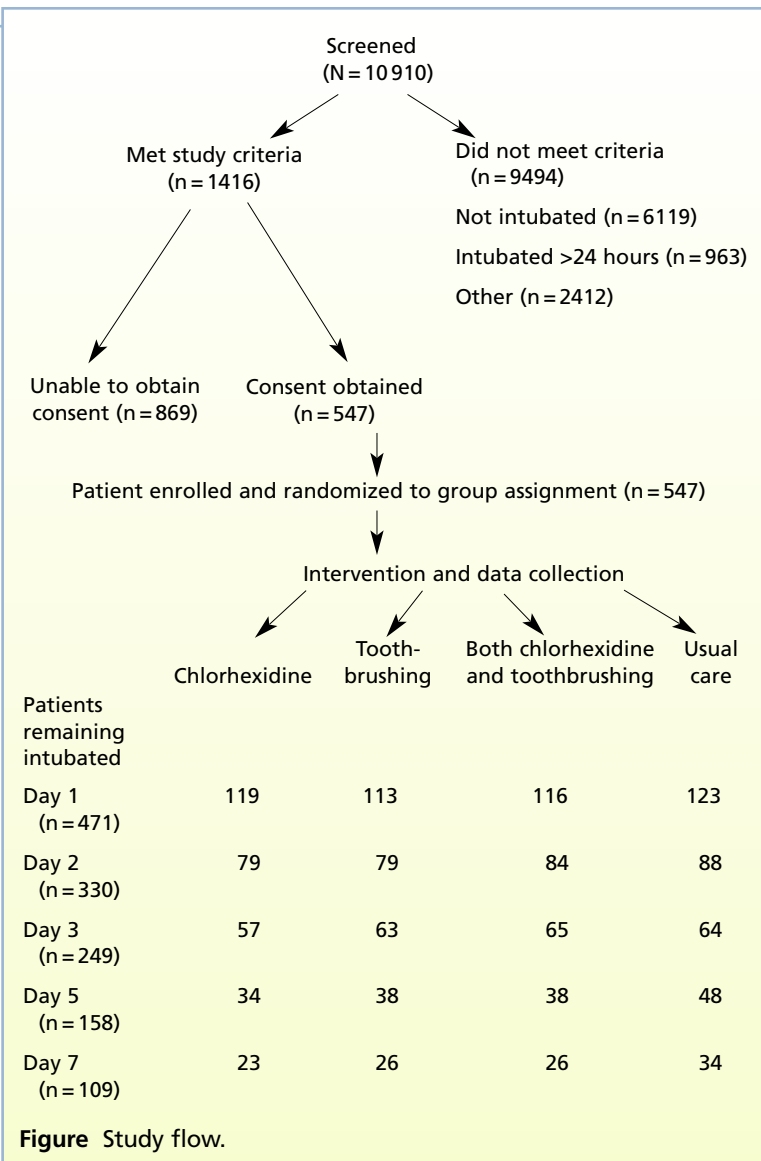 Screened
(N = 10 910)
Met study criteria
(n = 1416)
Did not meet criteria
(n = 9494)
Not intubated (n = 6119)
Intubated >24 hours (n = 963)
Other (n = 2412)
Unable to obtain
consent (n = 869)
Consent obtained
(n = 547)
Patient enrolled and randomized to group assignment (n = 547)
Intervention and data collection
Chlorhexidine
Tooth-
brushing
Both chlorhexidine
and toothbrushing
Usual
care
Patients
remaining
intubated
Day 1 119 113 116 123
(n = 471)
Day 2 79 79 84 88
(n = 330)
Day 3 57 63 65 64
(n = 249)
Day 5 34 38 38 48
(n = 158)
Day 7 23 26 26 34
(n = 109)
Figure Study flow.